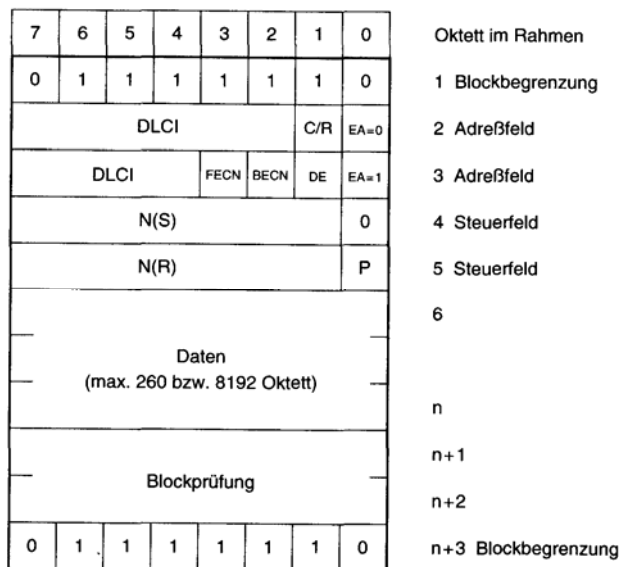 7 6 5 4 3 2 1 0 Oktett im Rahmen
0 1 1 1 1 1 1 0 1 Blockbegrenzung
DLCI C/R EA=0 2 Adreßfeld
DLCI FECN BECN DE EA=1 3 Adreßfeld
N(S) 0 4 Steuerfeld
N(R) P 5 Steuerfeld
6
Daten
(max. 260 bzw. 8192 Oktett)
n
n+1
Blockprüfung
n+2
0 1 1 1 1 1 1 0 n+3 Blockbegrenzung